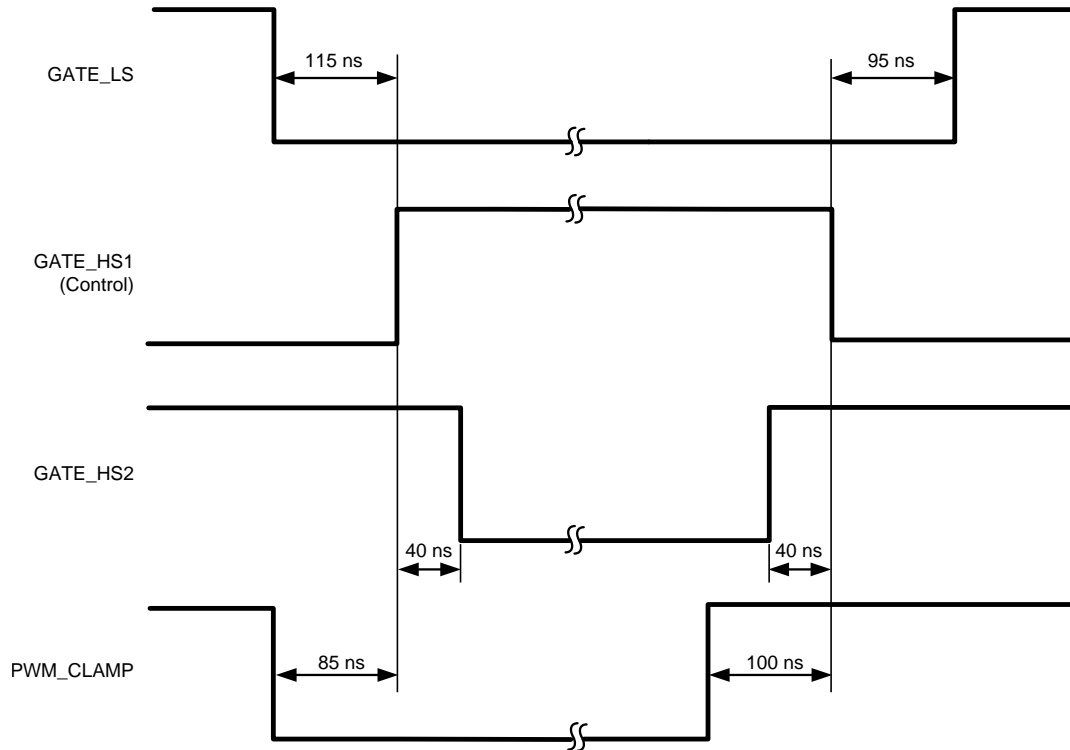 GATE_LS
115 ns
95 ns
GATE_HS1
(Control)
GATE_HS2
40 ns
40 ns
PWM_CLAMP
85 ns
100 ns